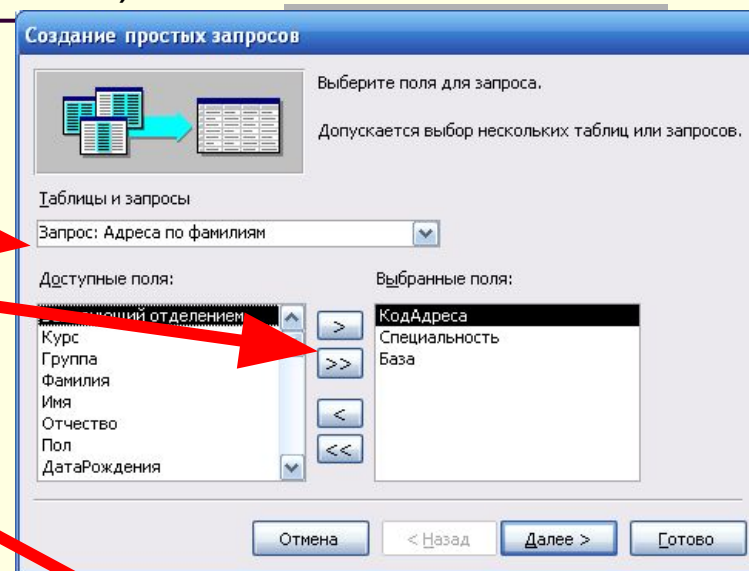 Создание простых запросов
Выберите поля для запроса.
Допускается выбор нескольких таблиц или запросов.
Таблицы и запросы
Запрос: Адреса по фамилиям
Доступные поля:
отделением
Курс
Группа
Фамилия
Имя
Отчество
Пол
ДатаРождения
>
>>
<
<<
Выбранные поля:
КодАдреса
Специальность
База
Отмена
< Назад
Далее >
Готово